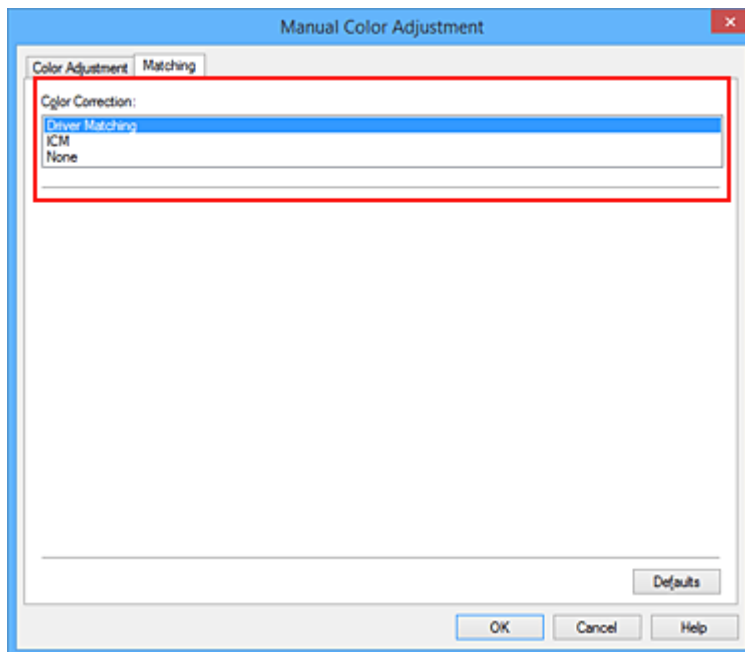 Manual Color Adjustment
Color Adjustment Matching
Color Correction:
Driver Matching
ICM
None
Defaults
OK Cancel Help